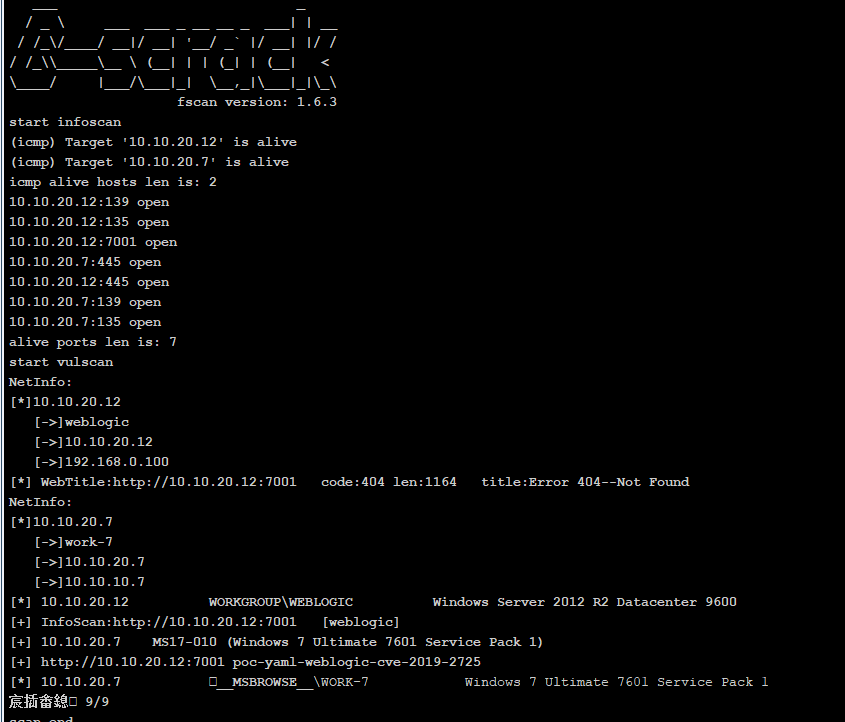 ___                              _
  / _ \     ___  ___ _ __ __ _  ___| | __
 / /_\/____/ __|/ __| '__/ _` |/ __| |/ /
/ /_\\_____\__ \ (__| | | (_| | (__|   <
\____/     |___/\___|_|  \__,_|\___|_|\_\
fscan version: 1.6.3
start infoscan
(icmp) Target '10.10.20.12' is alive
(icmp) Target '10.10.20.7' is alive
icmp alive hosts len is: 2
10.10.20.12:139 open
10.10.20.12:135 open
10.10.20.12:7001 open
10.10.20.7:445 open
10.10.20.12:445 open
10.10.20.7:139 open
10.10.20.7:135 open
alive ports len is: 7
start vulscan
NetInfo:
[*]10.10.20.12
[->]weblogic
[->]10.10.20.12
[->]192.168.0.100
[*] WebTitle:http://10.10.20.12:7001 code:404 len:1164 title:Error 404--Not Found
NetInfo:
[*]10.10.20.7
[->]work-7
[->]10.10.20.7
[->]10.10.10.7
[*] 10.10.20.12 WORKGROUP\WEBLOGIC Windows Server 2012 R2 Datacenter 9600
[+] InfoScan:http://10.10.20.12:7001 [weblogic]
[+] 10.10.20.7 MS17-010 (Windows 7 Ultimate 7601 Service Pack 1)
[+] http://10.10.20.12:7001 poc-yaml-weblogic-cve-2019-2725
[*] 10.10.20.7 __MSBROWSE__\WORK-7 Windows 7 Ultimate 7601 Service Pack 1
宸插畬鎴 9/9
scan end